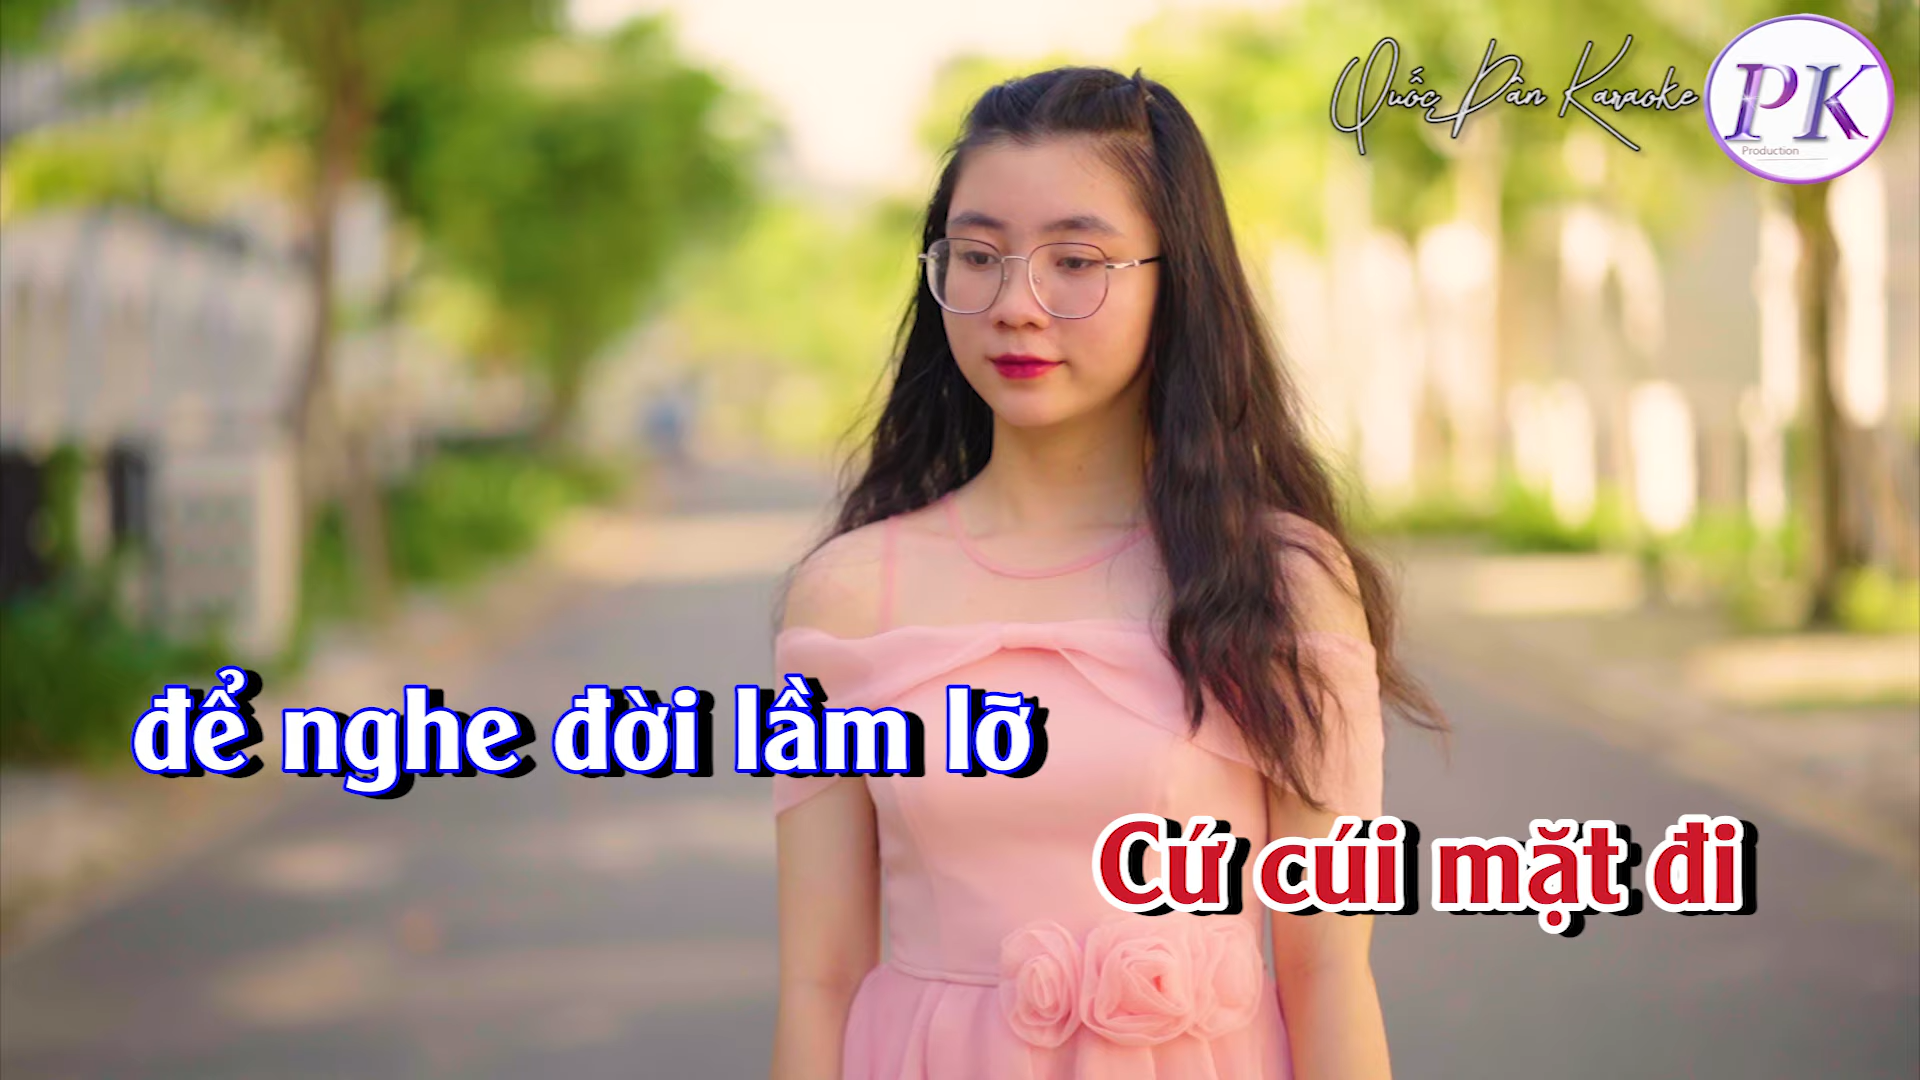 Quốc Dân Karaoke
PK
Production
để nghe đời lầm lỡ
Cứ cúi mặt đi